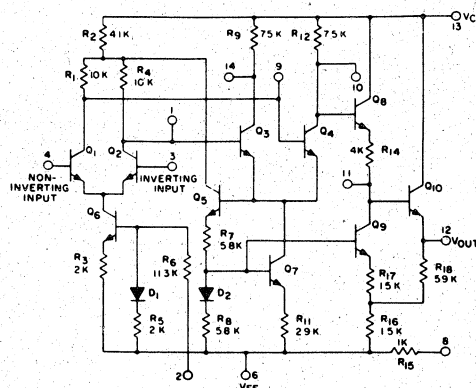 R2
41K
R9
75K
R12
75K
VC
13
R1
10K
R4
10K
14
9
10
Q8
1
4K
R14
4
Q1
Q2
3
Q3
Q4
11
Q10
NON-
INVERTING
INPUT
INVERTING
INPUT
Q5
Q6
R7
58K
Q9
12
VOUT
R3
2K
R6
113K
Q7
R17
15K
R18
59K
D1
D2
R5
2K
R8
58K
R11
29K
R16
15K
1K
R15
8
2
6
VEE